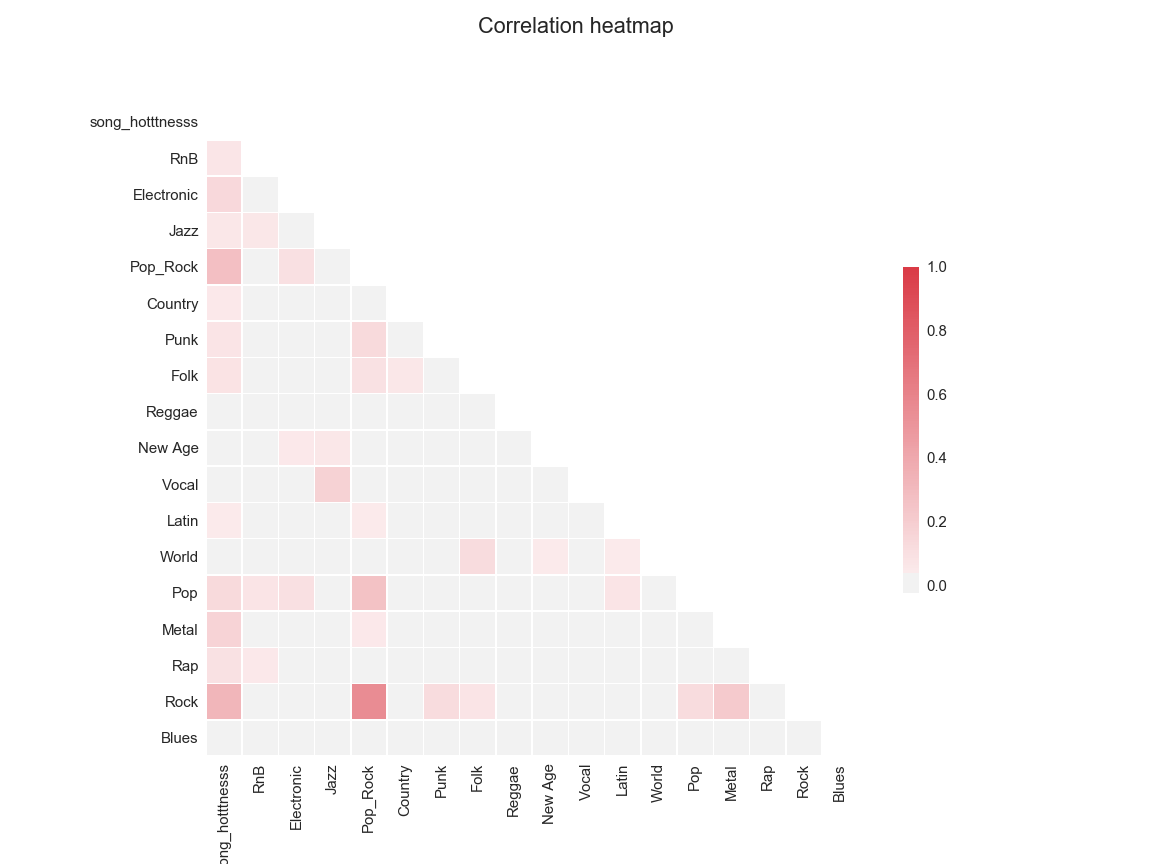 Correlation heatmap
song_hotttnesss
RnB
Electronic
Jazz
Pop_Rock
Country
Punk
Folk
Reggae
New Age
Vocal
Latin
World
Pop
Metal
Rap
Rock
Blues
1.0
0.8
0.6
0.4
0.2
0.0
ong_hotttnesss
RnB
Electronic
Jazz
Pop_Rock
Country
Punk
Folk
Reggae
New Age
Vocal
Latin
World
Pop
Metal
Rap
Rock
Blues